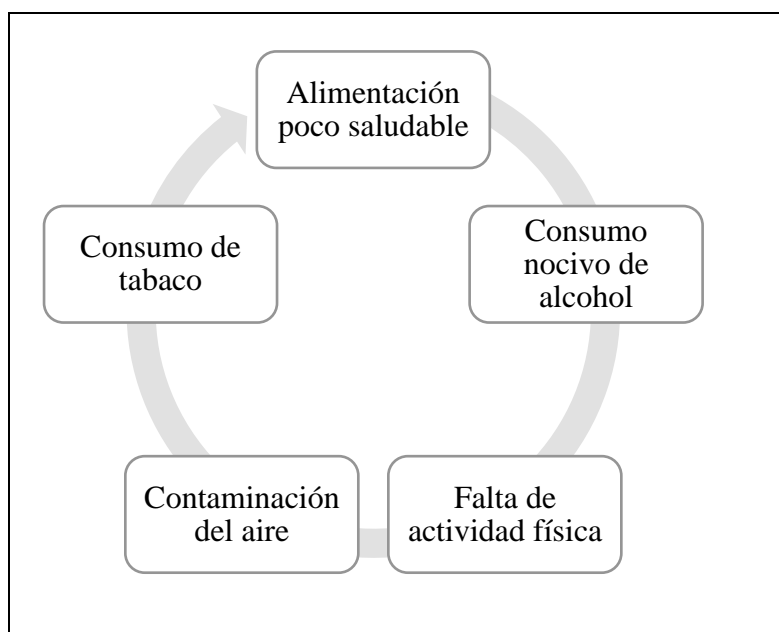 Alimentación
poco saludable
Consumo
nocivo de
alcohol
Falta de
actividad física
Contaminación
del aire
Consumo de
tabaco